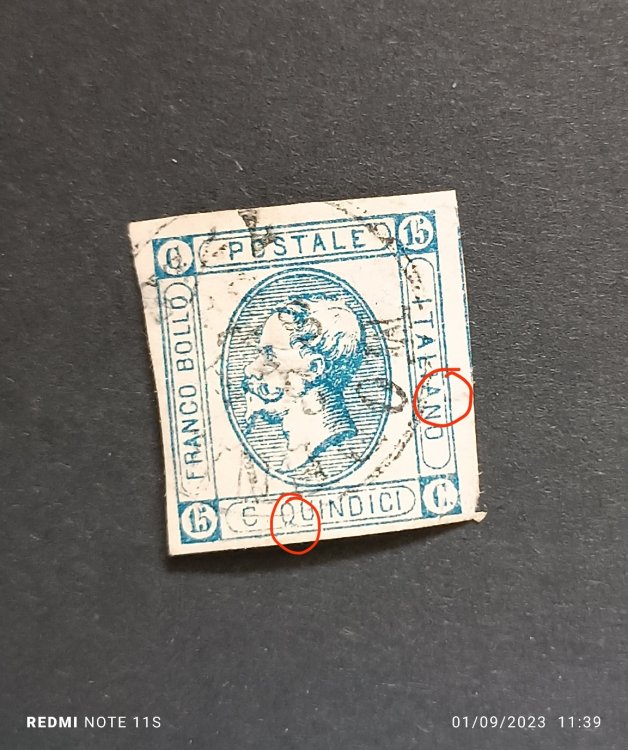 C. POSTALE 15
FRANCO BOLLO
ITALIANO
15 C QUINDICI C.
REDMI NOTE 11S
01/09/2023 11:39